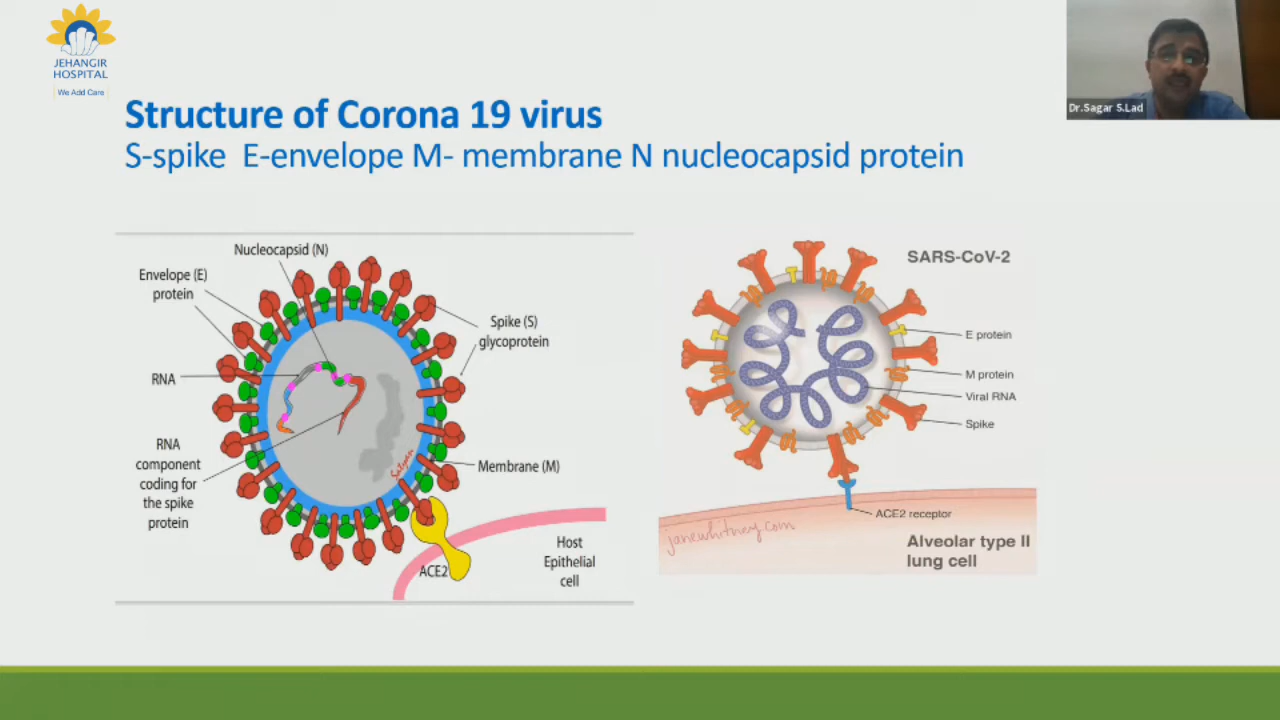 JEHANGIR
HOSPITAL
We Add Care
Dr.Sagar S.Lad
Structure of Corona 19 virus
S-spike  E-envelope M- membrane N nucleocapsid protein
Nucleocapsid (N)
Envelope (E)
protein
Spike (S)
glycoprotein
RNA
RNA
component
coding for
the spike
protein
Membrane (M)
Satyan
ACE2
Host
Epithelial
cell
SARS-CoV-2
E protein
M protein
Viral RNA
Spike
ACE2 receptor
janewhitney.com
Alveolar type II
lung cell